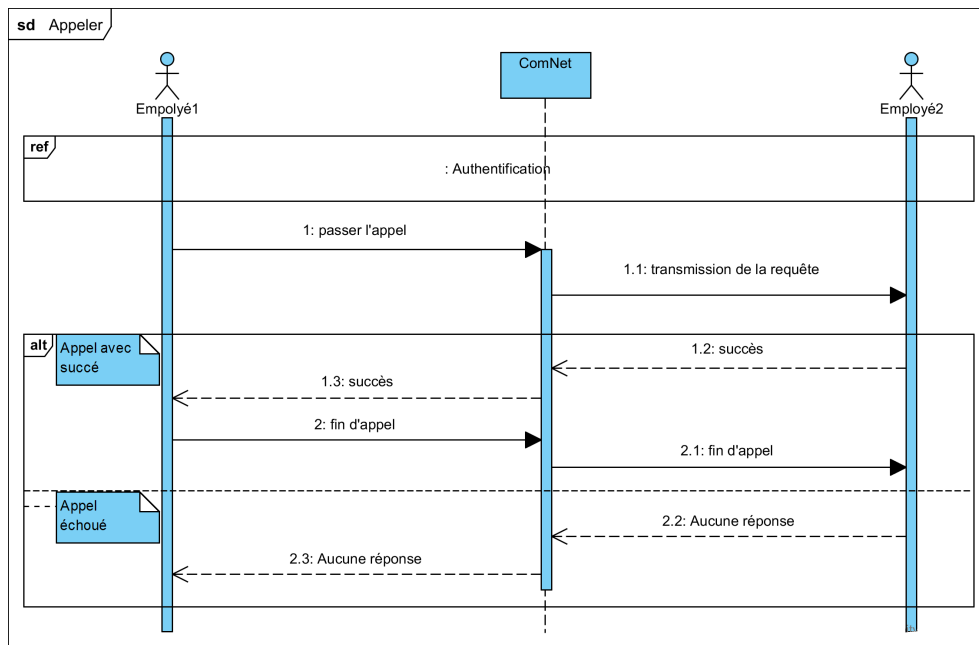 sd Appeler
ComNet
Empolyé1
Employé2
ref
: Authentification
1: passer l'appel
1.1: transmission de la requête
alt
Appel avec
succé
1.2: succès
1.3: succès
2: fin d'appel
2.1: fin d'appel
Appel
échoué
2.2: Aucune réponse
2.3: Aucune réponse